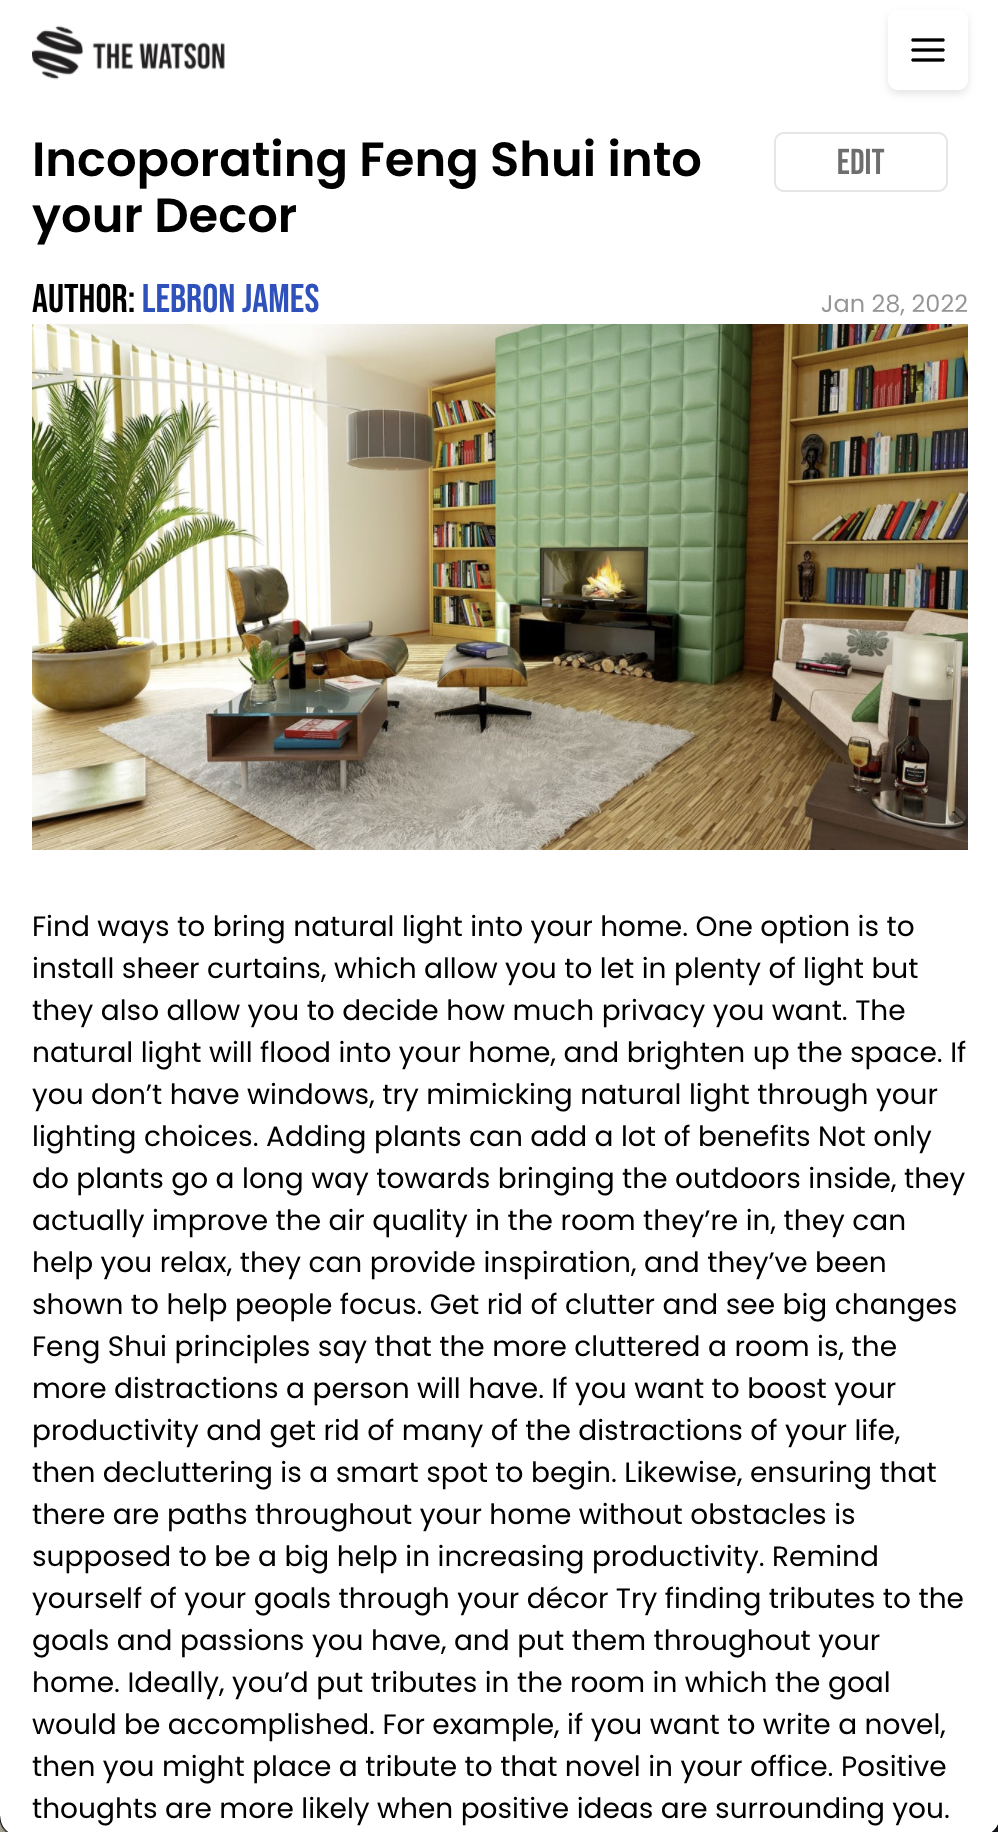 THE WATSON
Incoporating Feng Shui into
your Decor
EDIT
AUTHOR: LEBRON JAMES
Jan 28, 2022
Find ways to bring natural light into your home. One option is to
install sheer curtains, which allow you to let in plenty of light but
they also allow you to decide how much privacy you want. The
natural light will flood into your home, and brighten up the space. If
you don’t have windows, try mimicking natural light through your
lighting choices. Adding plants can add a lot of benefits Not only
do plants go a long way towards bringing the outdoors inside, they
actually improve the air quality in the room they’re in, they can
help you relax, they can provide inspiration, and they’ve been
shown to help people focus. Get rid of clutter and see big changes
Feng Shui principles say that the more cluttered a room is, the
more distractions a person will have. If you want to boost your
productivity and get rid of many of the distractions of your life,
then decluttering is a smart spot to begin. Likewise, ensuring that
there are paths throughout your home without obstacles is
supposed to be a big help in increasing productivity. Remind
yourself of your goals through your décor Try finding tributes to the
goals and passions you have, and put them throughout your
home. Ideally, you’d put tributes in the room in which the goal
would be accomplished. For example, if you want to write a novel,
then you might place a tribute to that novel in your office. Positive
thoughts are more likely when positive ideas are surrounding you.